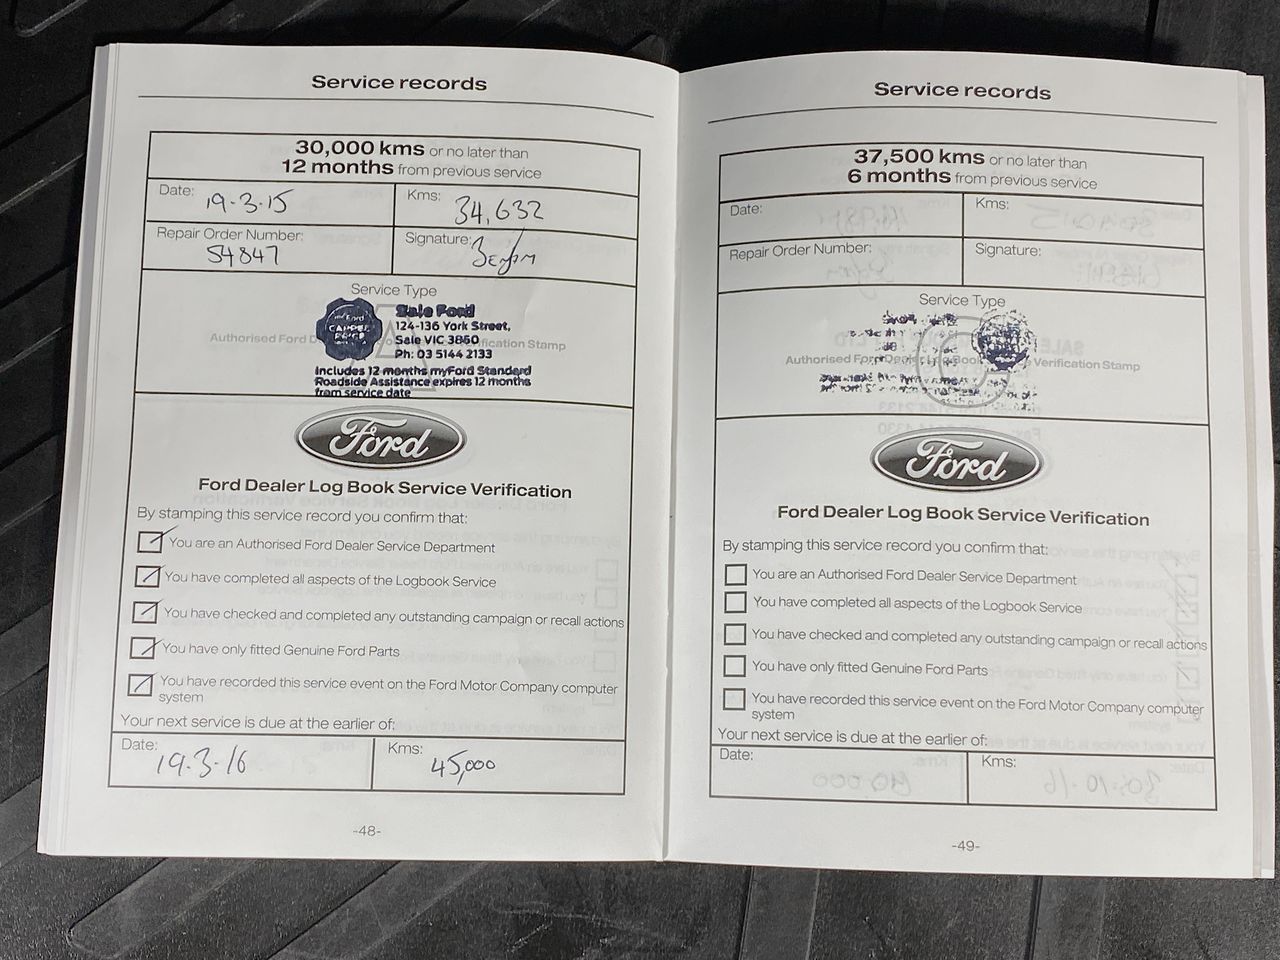 Service records
30,000 kms or no later than
12 months from previous service
Date: 19.3.15
Kms: 34,632
Repair Order Number: 54847
Signature:
Service Type
Authorised Ford D
Verification Stamp
Sale Ford
124-136 York Street,
Sale VIC 3850
Ph: 03 5144 2133
Includes 12 months myFord Standard
Roadside Assistance expires 12 months
from service date
Ford
Ford Dealer Log Book Service Verification
By stamping this service record you confirm that:
You are an Authorised Ford Dealer Service Department
You have completed all aspects of the Logbook Service
You have checked and completed any outstanding campaign or recall actions
You have only fitted Genuine Ford Parts
You have recorded this service event on the Ford Motor Company computer
system
Your next service is due at the earlier of:
Date: 19.3.16
Kms: 45,000
-48-
Service records
37,500 kms or no later than
6 months from previous service
Date:
Kms:
Repair Order Number:
Signature:
Service Type
Authorised Ford Dealer Log Book Service Verification Stamp
Ford
Ford Dealer Log Book Service Verification
By stamping this service record you confirm that:
You are an Authorised Ford Dealer Service Department
You have completed all aspects of the Logbook Service
You have checked and completed any outstanding campaign or recall actions
You have only fitted Genuine Ford Parts
You have recorded this service event on the Ford Motor Company computer
system
Your next service is due at the earlier of:
Date:
Kms:
-49-